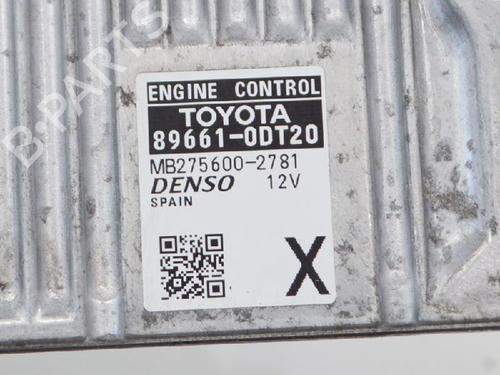 B-PARTS
ENGINE CONTROL
TOYOTA
89661-0DT20
MB275600-2781
DENSO 12V
SPAIN
X